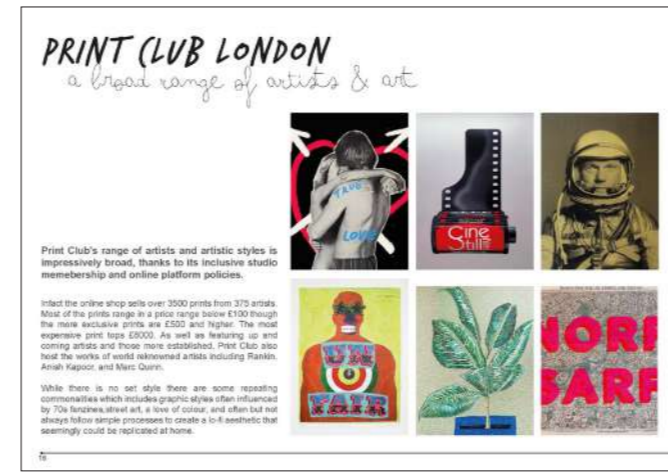 PRINT CLUB LONDON
a broad range of artists & art
TRUE
LOVE
Cine
Still
Print Club's range of artists and artistic styles is
impressively broad, thanks to its inclusive studio
memebership and online platform policies.
Infact the online shop sells over 3500 prints from 375 artists.
Most of the prints range in a price range below £100 though
the more exclusive prints are £500 and higher. The most
expensive print tops £6000. As well as featuring up and
coming artists and those more established, Print Club also
host the works of world reknowned artists including Rankin,
Anish Kapoor, and Marc Quinn.
While there is no set style there are some repeating
commonalities which includes graphic styles often influenced
by 70s fanzines,street art, a love of colour, and often but not
always follow simple processes to create a lo-fi aesthetic that
seemingly could be replicated at home.
FAIR
NORF
SARF